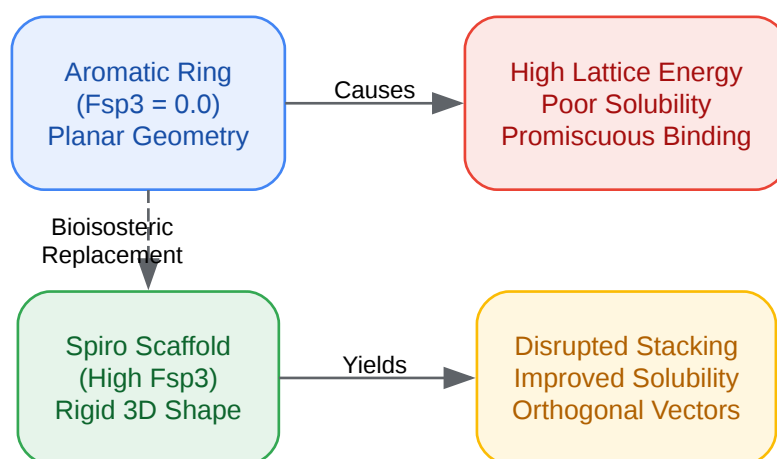 Aromatic Ring
(Fsp3 = 0.0)
Planar Geometry
Causes
High Lattice Energy
Poor Solubility
Promiscuous Binding
Bioisosteric
Replacement
Spiro Scaffold
(High Fsp3)
Rigid 3D Shape
Yields
Disrupted Stacking
Improved Solubility
Orthogonal Vectors